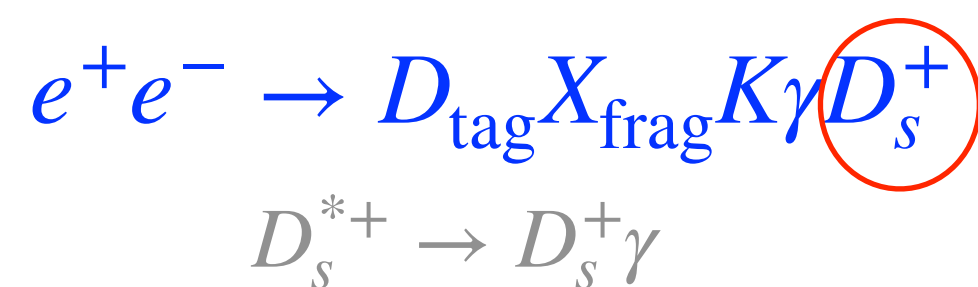 e⁺e⁻ → D_tag X_frag K γ D_s⁺
D_s*⁺ → D_s⁺ γ